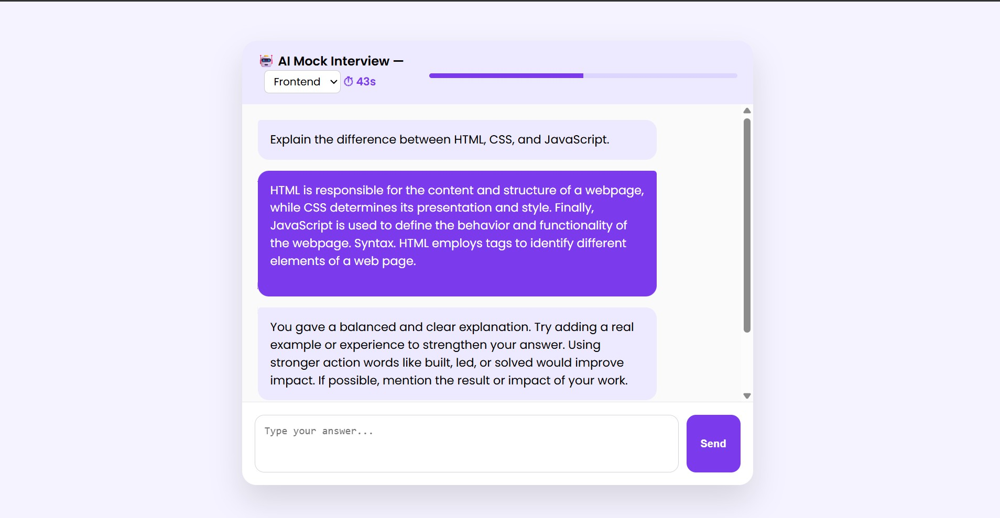 AI Mock Interview —
Frontend
43s
Explain the difference between HTML, CSS, and JavaScript.
HTML is responsible for the content and structure of a webpage,
while CSS determines its presentation and style. Finally,
JavaScript is used to define the behavior and functionality of
the webpage. Syntax. HTML employs tags to identify different
elements of a web page.
You gave a balanced and clear explanation. Try adding a real
example or experience to strengthen your answer. Using
stronger action words like built, led, or solved would improve
impact. If possible, mention the result or impact of your work.
Type your answer...
Send